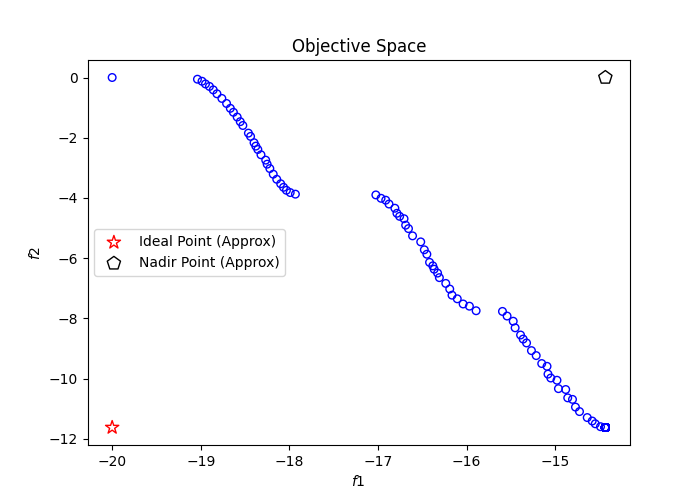 Objective Space
0
−2
−4
−6
−8
−10
−12
f2
Ideal Point (Approx)
Nadir Point (Approx)
−20 −19 −18 −17 −16 −15
f1